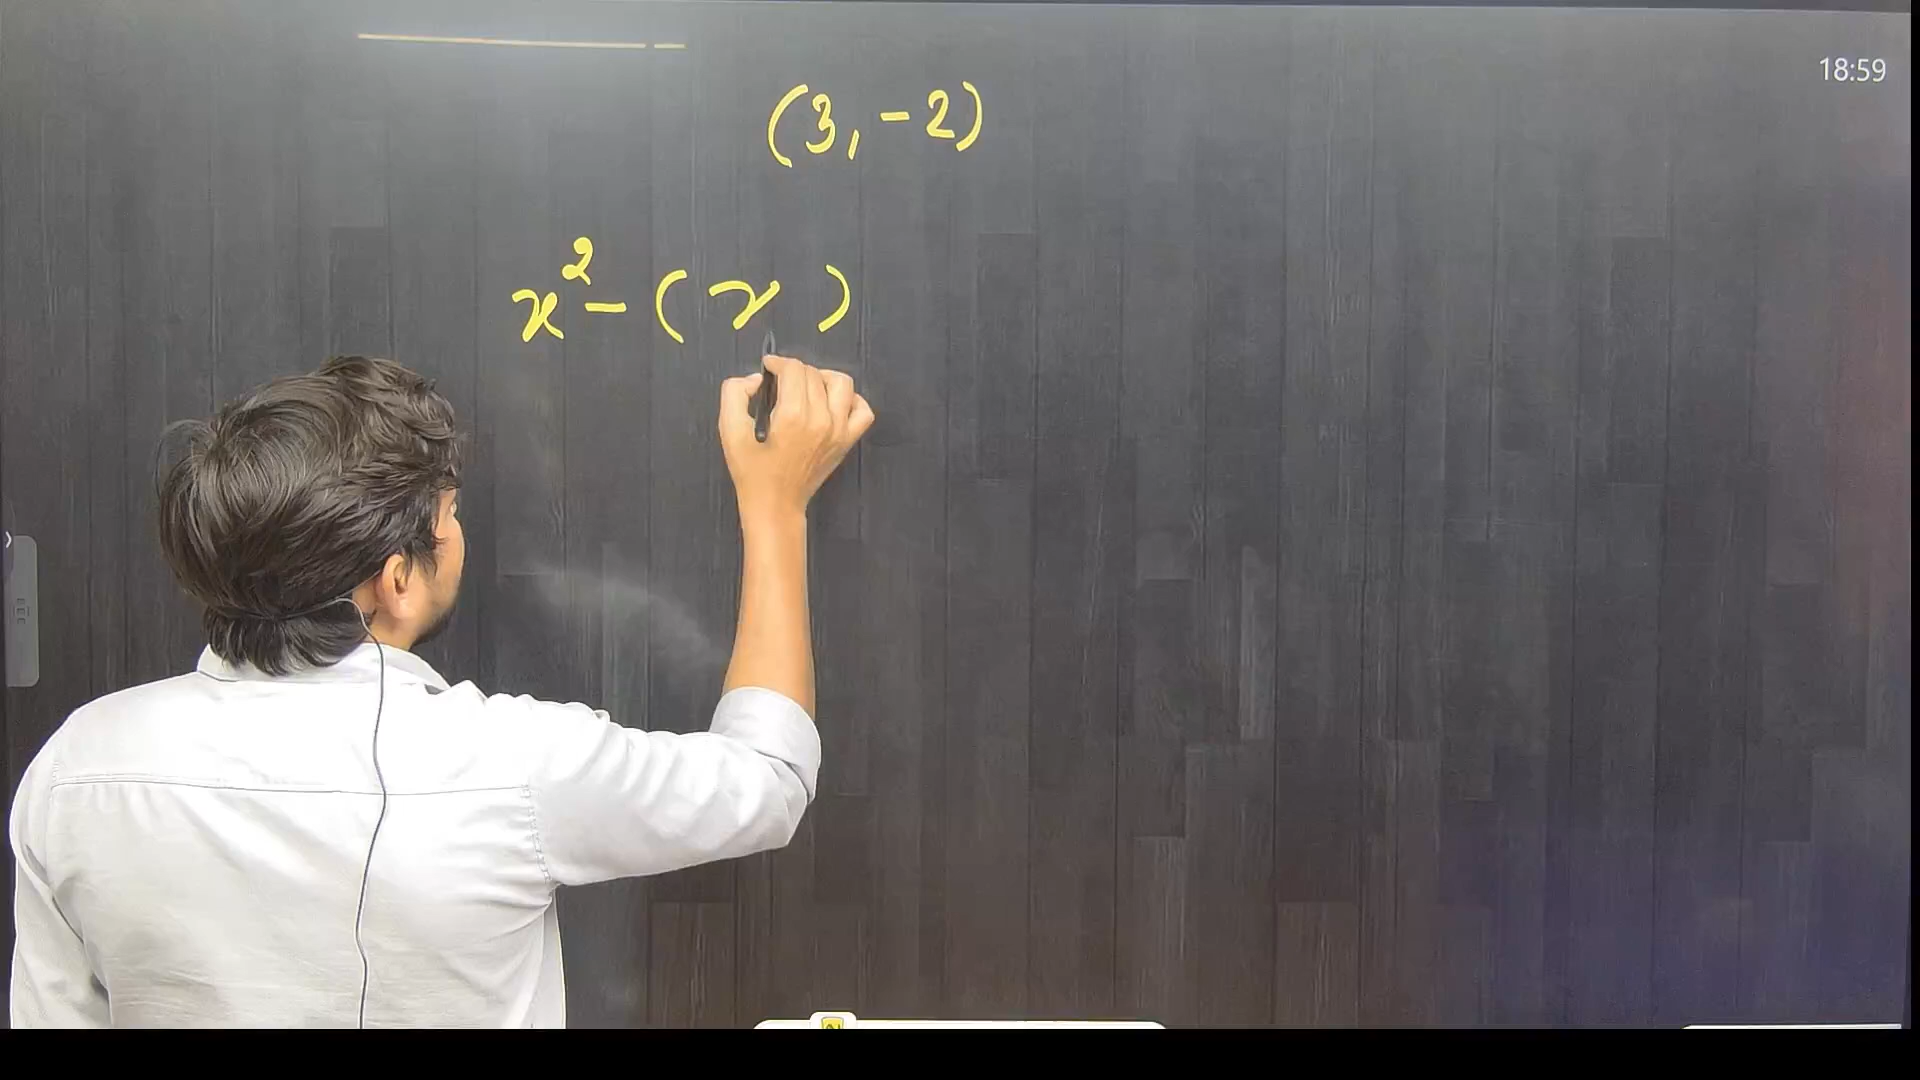 18:59
(3, -2)
x² - ( x )